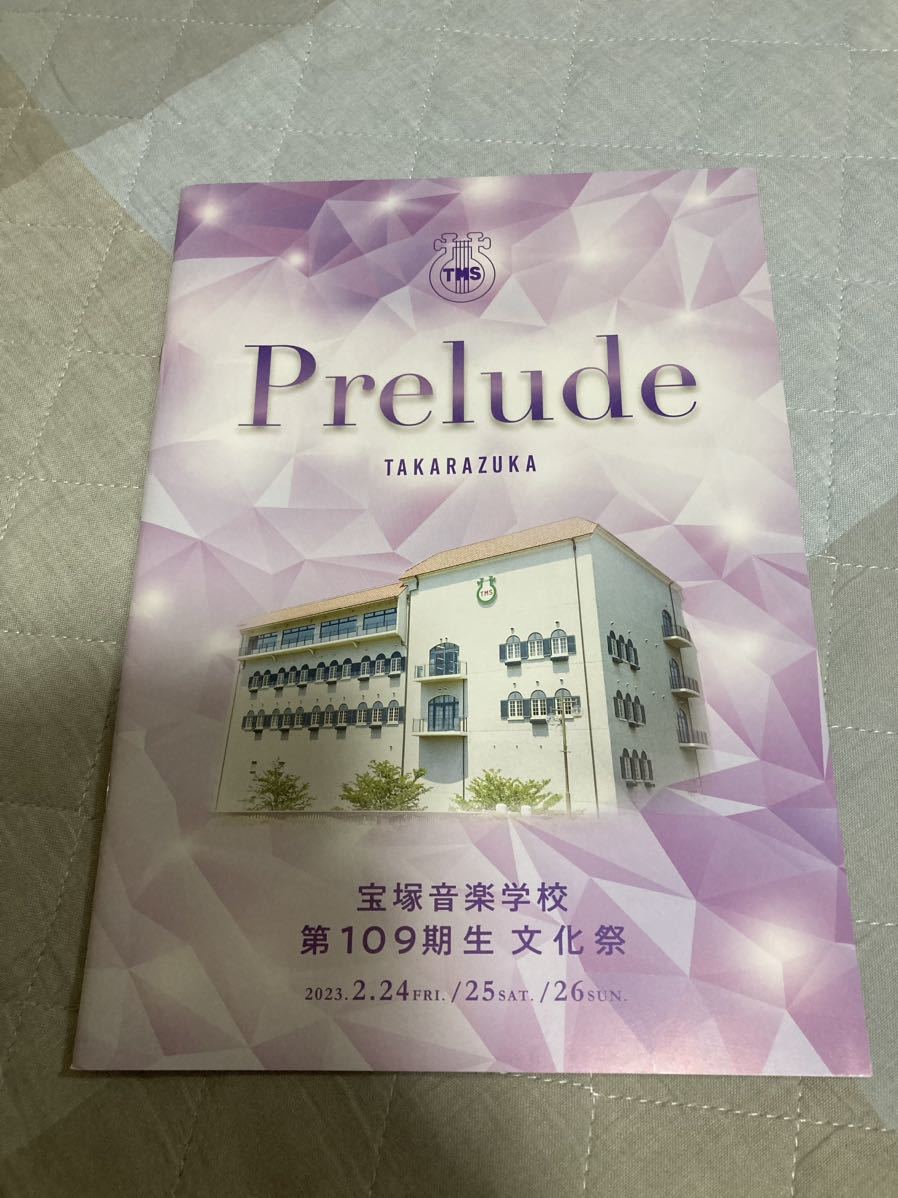 TMS
Prelude
TAKARAZUKA
TMS
宝塚音楽学校
第109期生 文化祭
2023.2.24FRI./25SAT./26SUN.